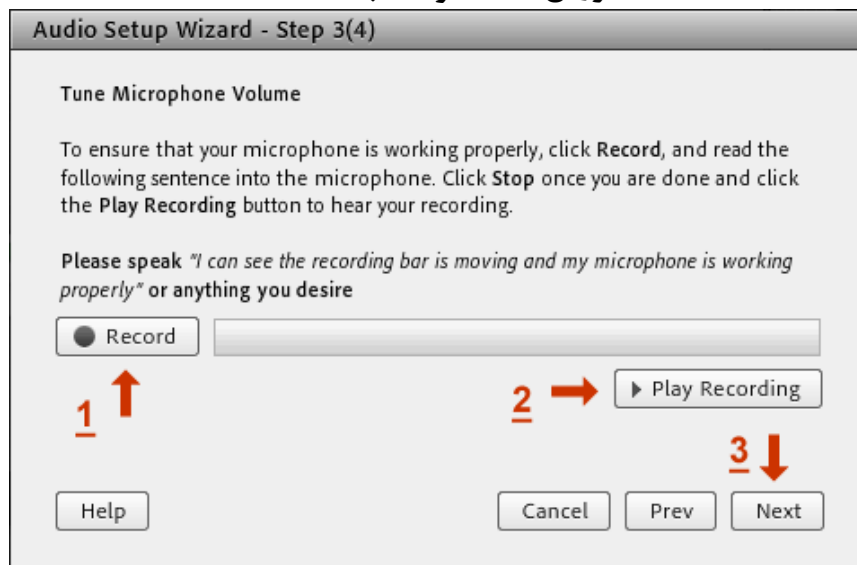 Audio Setup Wizard - Step 3(4)
Tune Microphone Volume
To ensure that your microphone is working properly, click Record, and read the
following sentence into the microphone. Click Stop once you are done and click
the Play Recording button to hear your recording.
Please speak "I can see the recording bar is moving and my microphone is working
properly" or anything you desire
Record
1
2
Play Recording
3
Help
Cancel
Prev
Next